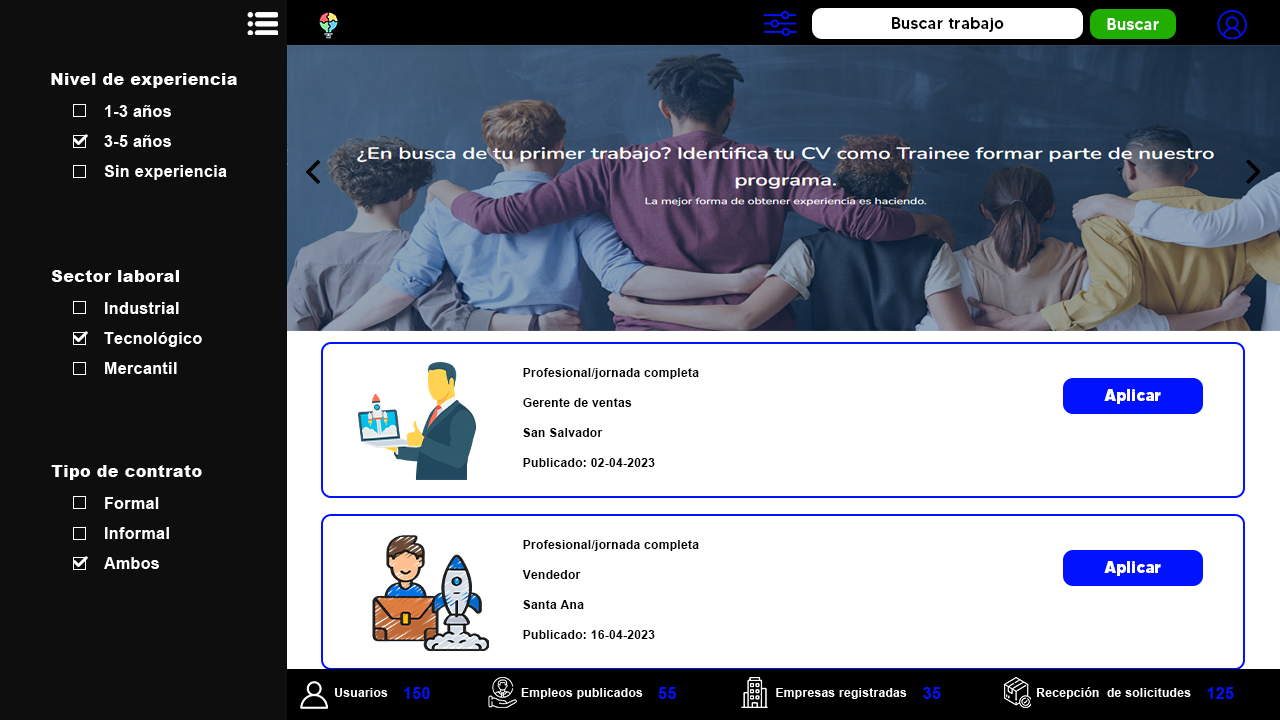 Buscar trabajo
Buscar
Nivel de experiencia
1-3 años
3-5 años
Sin experiencia
Sector laboral
Industrial
Tecnológico
Mercantil
Tipo de contrato
Formal
Informal
Ambos
¿En busca de tu primer trabajo? Identifica tu CV como Trainee formar parte de nuestro
programa.
La mejor forma de obtener experiencia es haciendo.
Profesional/jornada completa
Gerente de ventas
San Salvador
Publicado: 02-04-2023
Aplicar
Profesional/jornada completa
Vendedor
Santa Ana
Publicado: 16-04-2023
Aplicar
Usuarios 150
Empleos publicados 55
Empresas registradas 35
Recepción de solicitudes 125